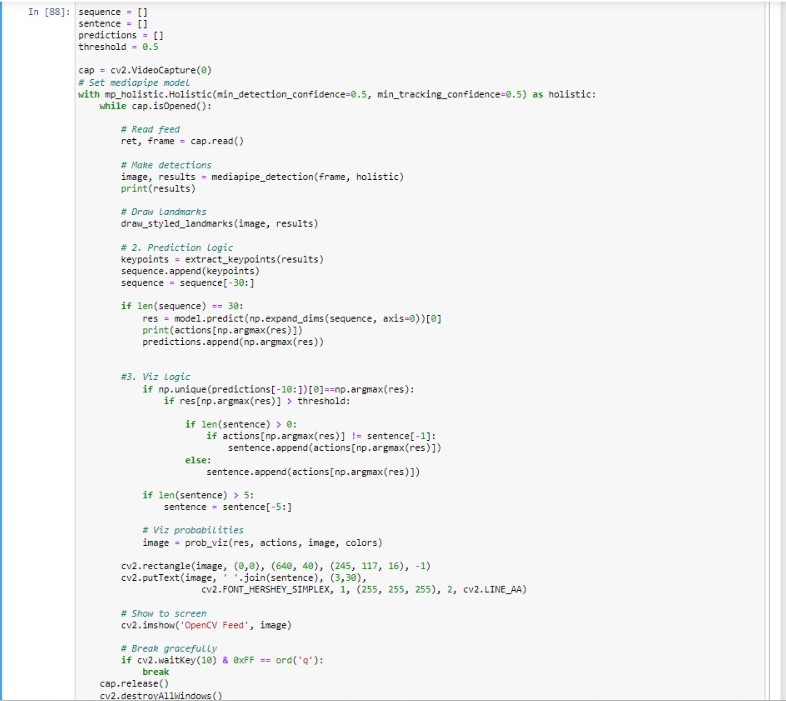 In [88]: sequence = []
sentence = []
predictions = []
threshold = 0.5

cap = cv2.VideoCapture(0)
# Set mediapipe model
with mp_holistic.Holistic(min_detection_confidence=0.5, min_tracking_confidence=0.5) as holistic:
    while cap.isOpened():

        # Read feed
        ret, frame = cap.read()

        # Make detections
        image, results = mediapipe_detection(frame, holistic)
        print(results)

        # Draw landmarks
        draw_styled_landmarks(image, results)

        # 2. Prediction logic
        keypoints = extract_keypoints(results)
        sequence.append(keypoints)
        sequence = sequence[-30:]

        if len(sequence) == 30:
            res = model.predict(np.expand_dims(sequence, axis=0))[0]
            print(actions[np.argmax(res)])
            predictions.append(np.argmax(res))


        #3. Viz logic
            if np.unique(predictions[-10:])[0]==np.argmax(res):
                if res[np.argmax(res)] > threshold:

                    if len(sentence) > 0:
                        if actions[np.argmax(res)] != sentence[-1]:
                            sentence.append(actions[np.argmax(res)])
                    else:
                        sentence.append(actions[np.argmax(res)])

            if len(sentence) > 5:
                sentence = sentence[-5:]

            # Viz probabilities
            image = prob_viz(res, actions, image, colors)

        cv2.rectangle(image, (0,0), (640, 40), (245, 117, 16), -1)
        cv2.putText(image, ' '.join(sentence), (3,30),
                       cv2.FONT_HERSHEY_SIMPLEX, 1, (255, 255, 255), 2, cv2.LINE_AA)

        # Show to screen
        cv2.imshow('OpenCV Feed', image)

        # Break gracefully
        if cv2.waitKey(10) & 0xFF == ord('q'):
            break
    cap.release()
    cv2.destroyAllWindows()